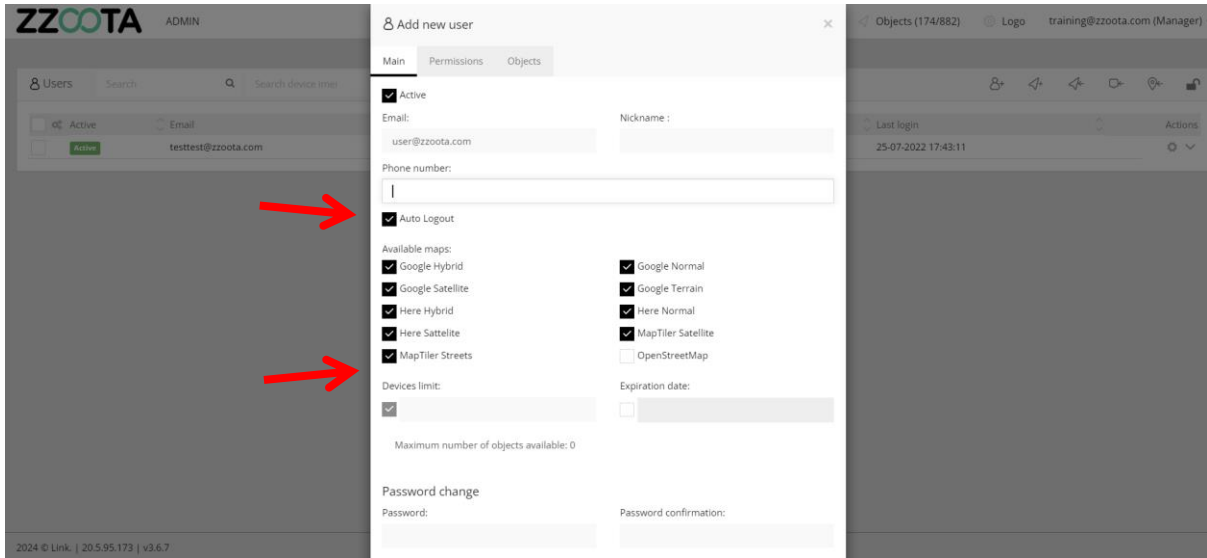 ZZOOTA ADMIN Add new user × Objects (174/882) Logo training@zzoota.com (Manager)
Main Permissions Objects
Users Search Search device imei
Active
Active Email Last login Actions
Email: Nickname :
Active testtest@zzoota.com user@zzoota.com 25-07-2022 17:43:11
Phone number:
Auto Logout
Available maps:
Google Hybrid Google Normal
Google Satellite Google Terrain
Here Hybrid Here Normal
Here Sattelite MapTiler Satellite
MapTiler Streets OpenStreetMap
Devices limit: Expiration date:
Maximum number of objects available: 0
Password change
Password: Password confirmation:
2024 © Link. | 20.5.95.173 | v3.6.7